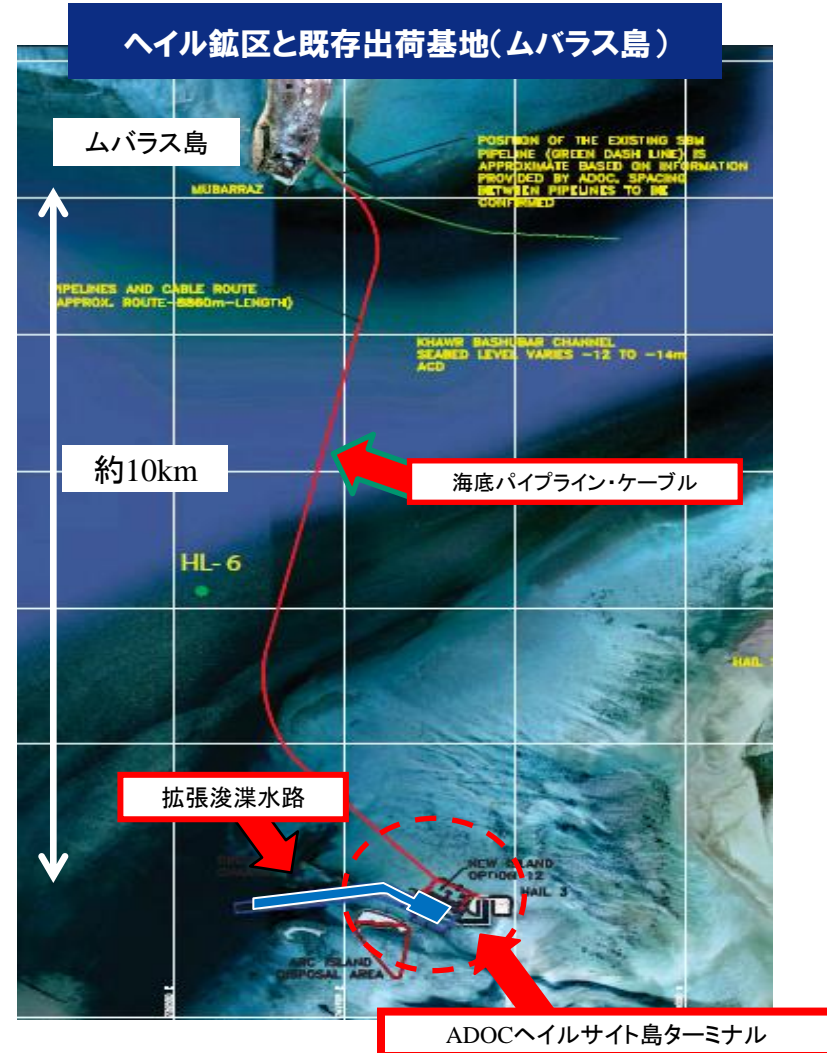 ヘイル鉱区と既存出荷基地(ムバラス島)
ムバラス島
MUBARRAZ
POSITION OF THE EXISTING SBM
PIPELINE (GREEN DASH LINE) IS
APPROXIMATE BASED ON INFORMATION
PROVIDED BY ADOC. SPACING
BETWEEN PIPELINES TO BE
CONFIRMED
PIPELINES AND CABLE ROUTE
(APPROX. ROUTE-
m-LENGTH)
KHAWR BASHUBAR CHANNEL
SEABED LEVEL VARIES -12 TO -14m
ACD
約10km
海底パイプライン・ケーブル
HL-6
HAIL
拡張浚渫水路
NEW ISLAND
OPTION 12
HAIL 3
ARC ISLAND
DISPOSAL AREA
ADOCヘイルサイト島ターミナル